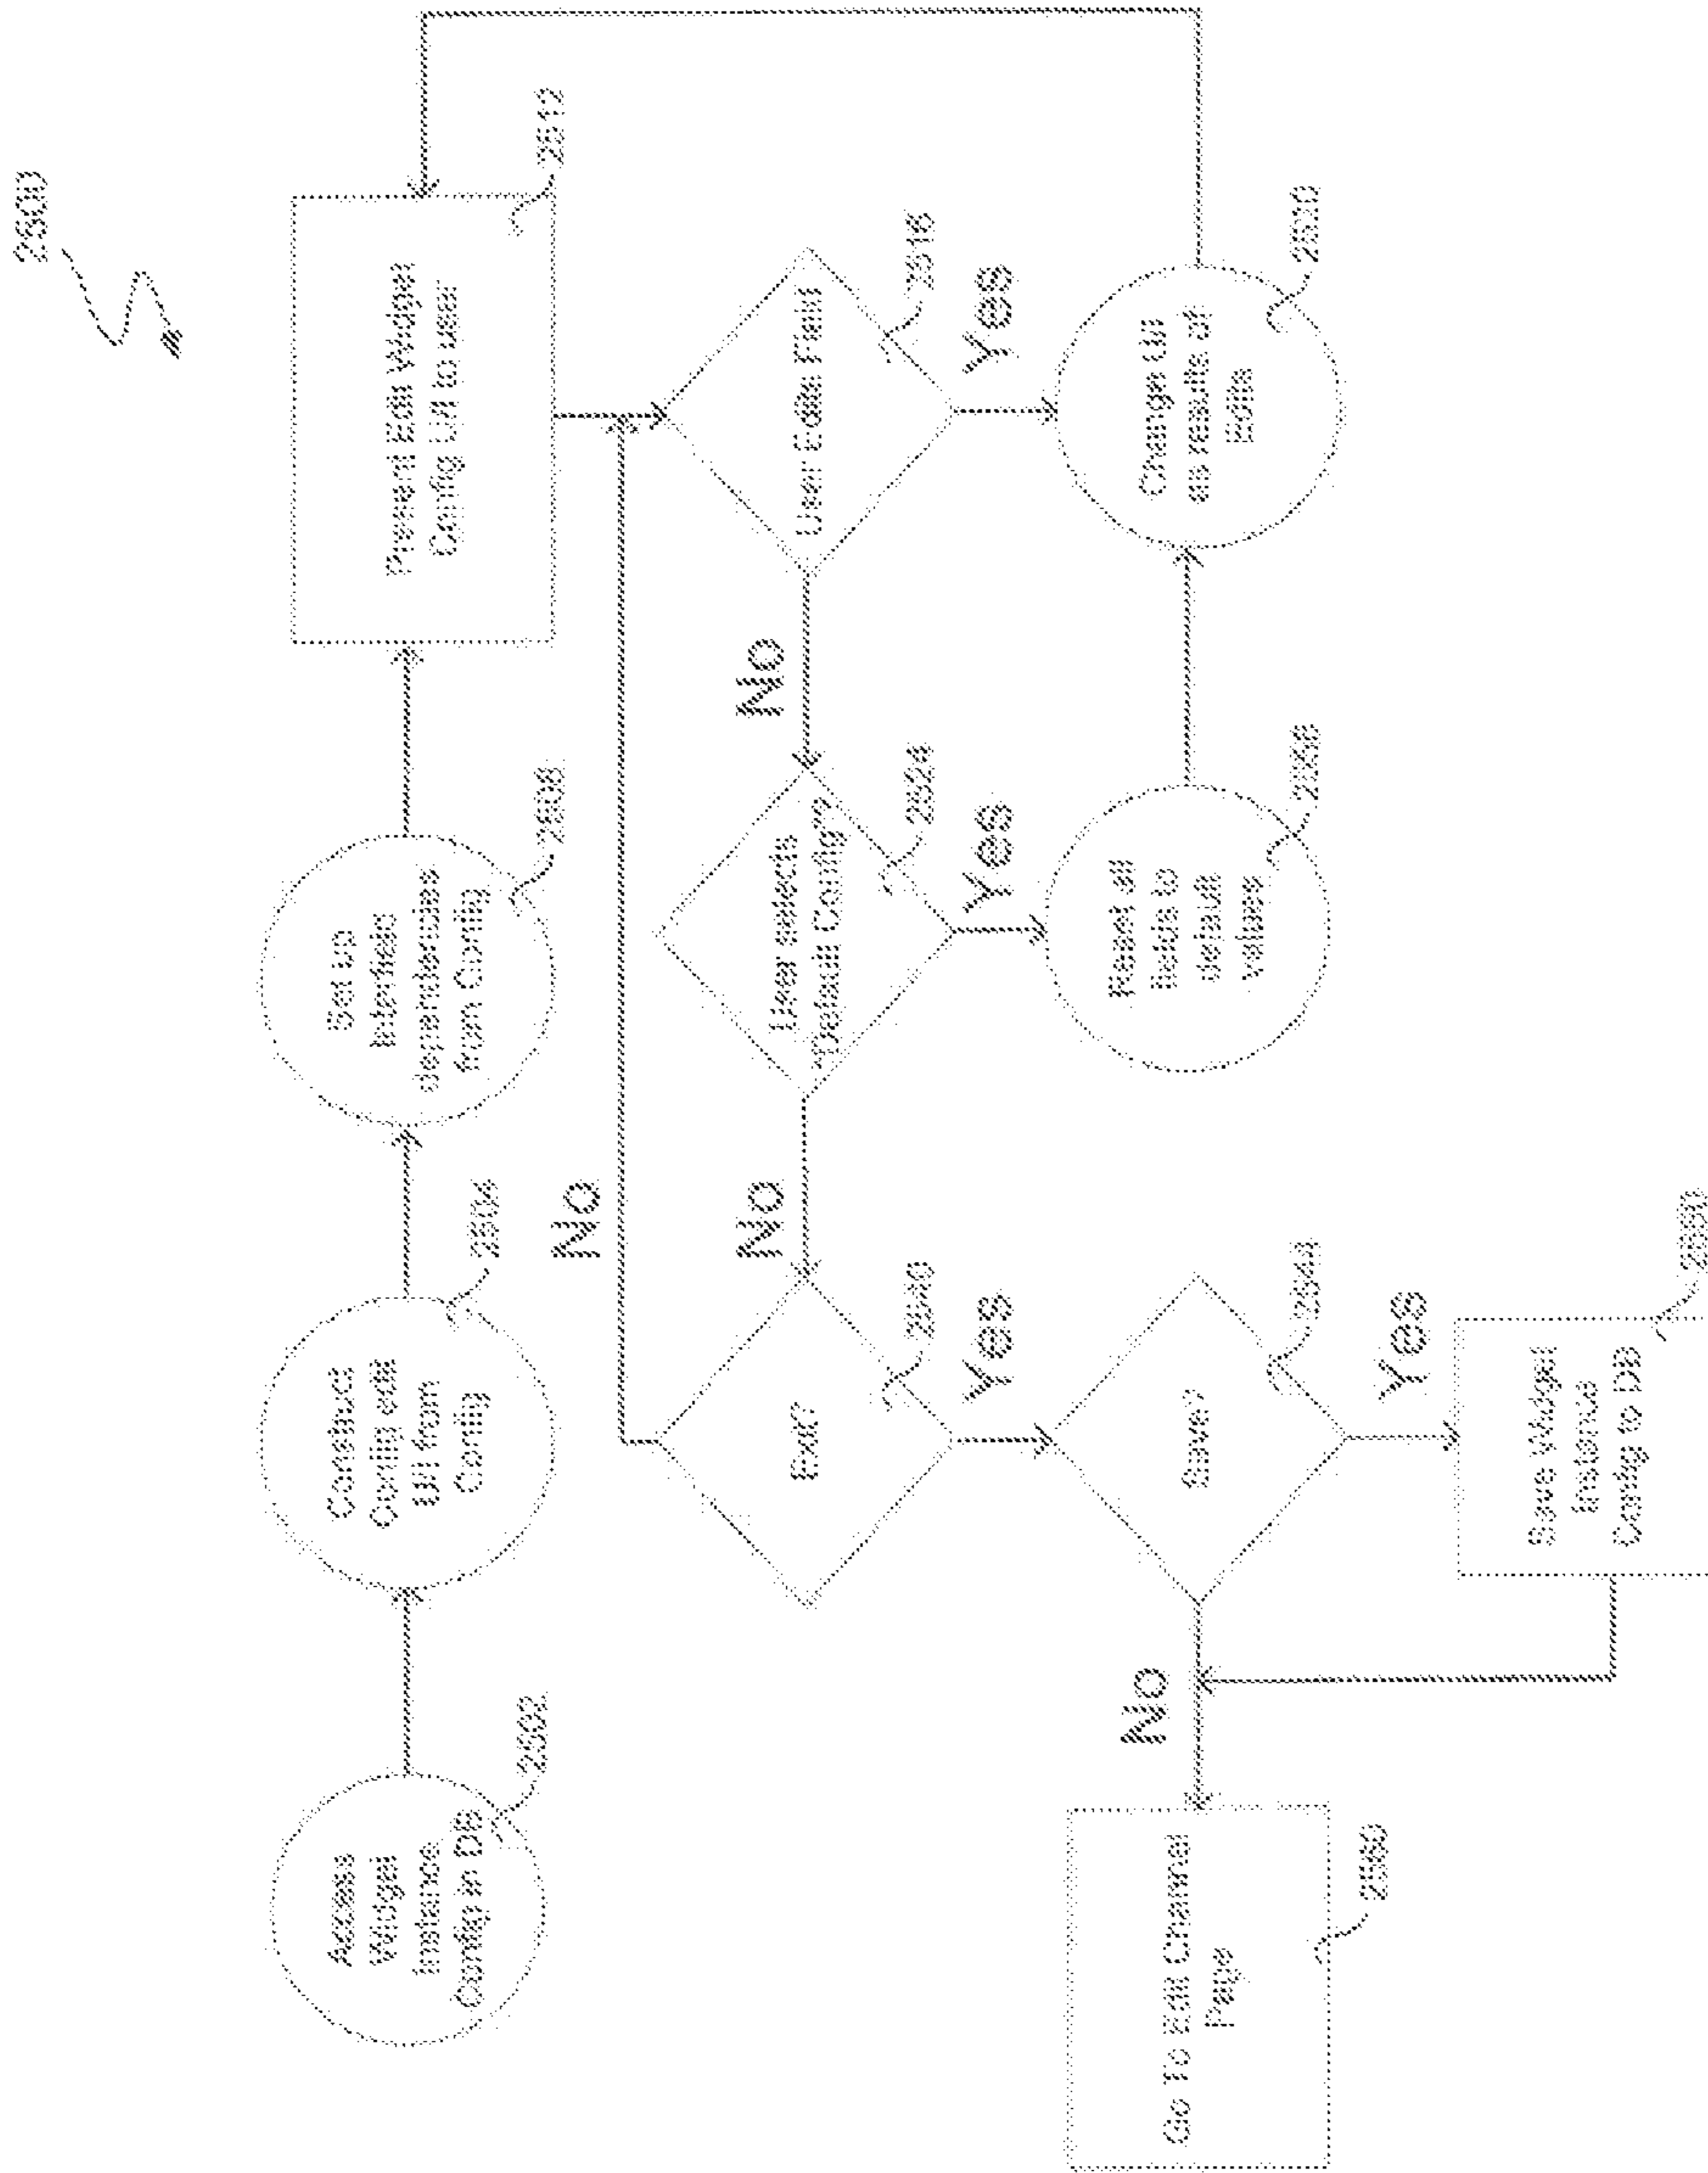 2500
Access
Widget
Instance
Config in DB
2502
Construct
Config edit
UI from
Config
2504
Set up
Interfield
dependencies
from Config
2508
Present Edit Widget
Config UI to user
2512
No
Exit?
2540
No
User selects
"Default Config"?
2524
No
User Edits Field
2516
Yes
Yes
Yes
Save?
2544
Reset all
fields to
default
values
Change UI
as results of
Edits
Go To Edit Channel
Page
2560
No
Yes
Save Widget
Instance
Config to DB